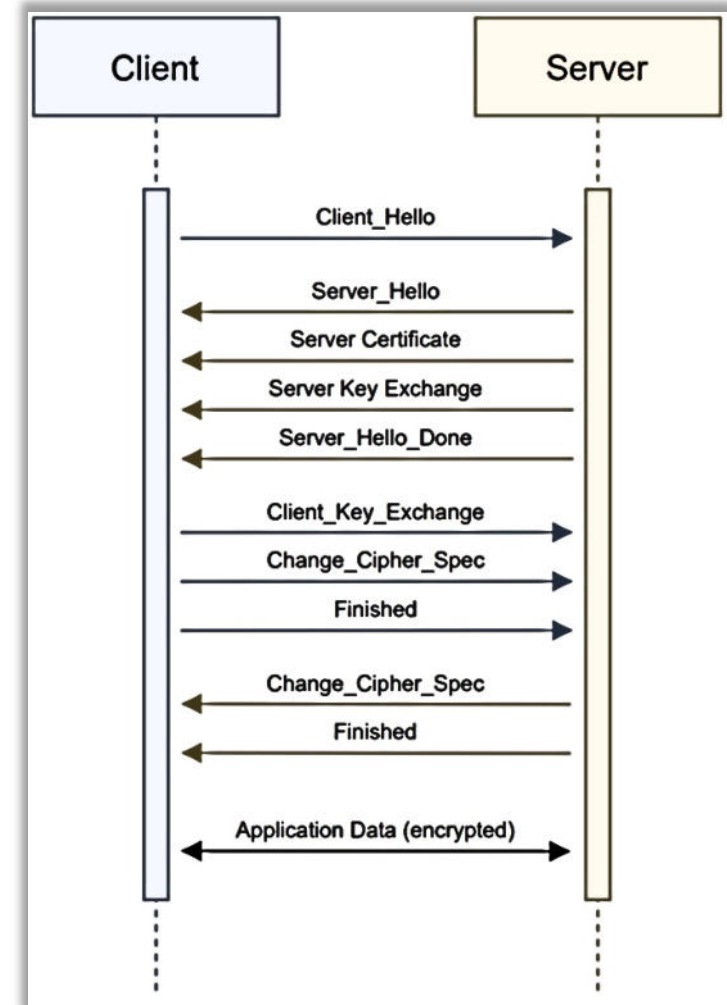 Client
Server
Client_Hello
Server_Hello
Server Certificate
Server Key Exchange
Server_Hello_Done
Client_Key_Exchange
Change_Cipher_Spec
Finished
Change_Cipher_Spec
Finished
Application Data (encrypted)